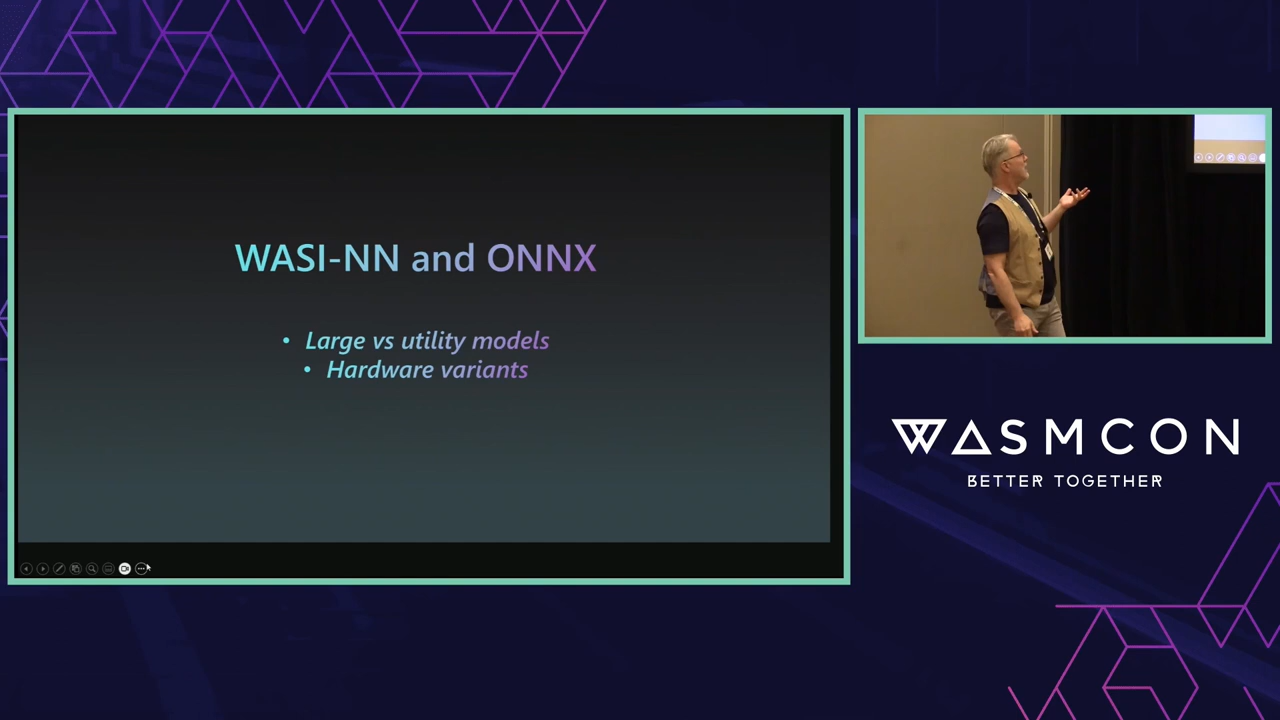 WASI-NN and ONNX
• Large vs utility models
• Hardware variants
WASMCON
BETTER TOGETHER